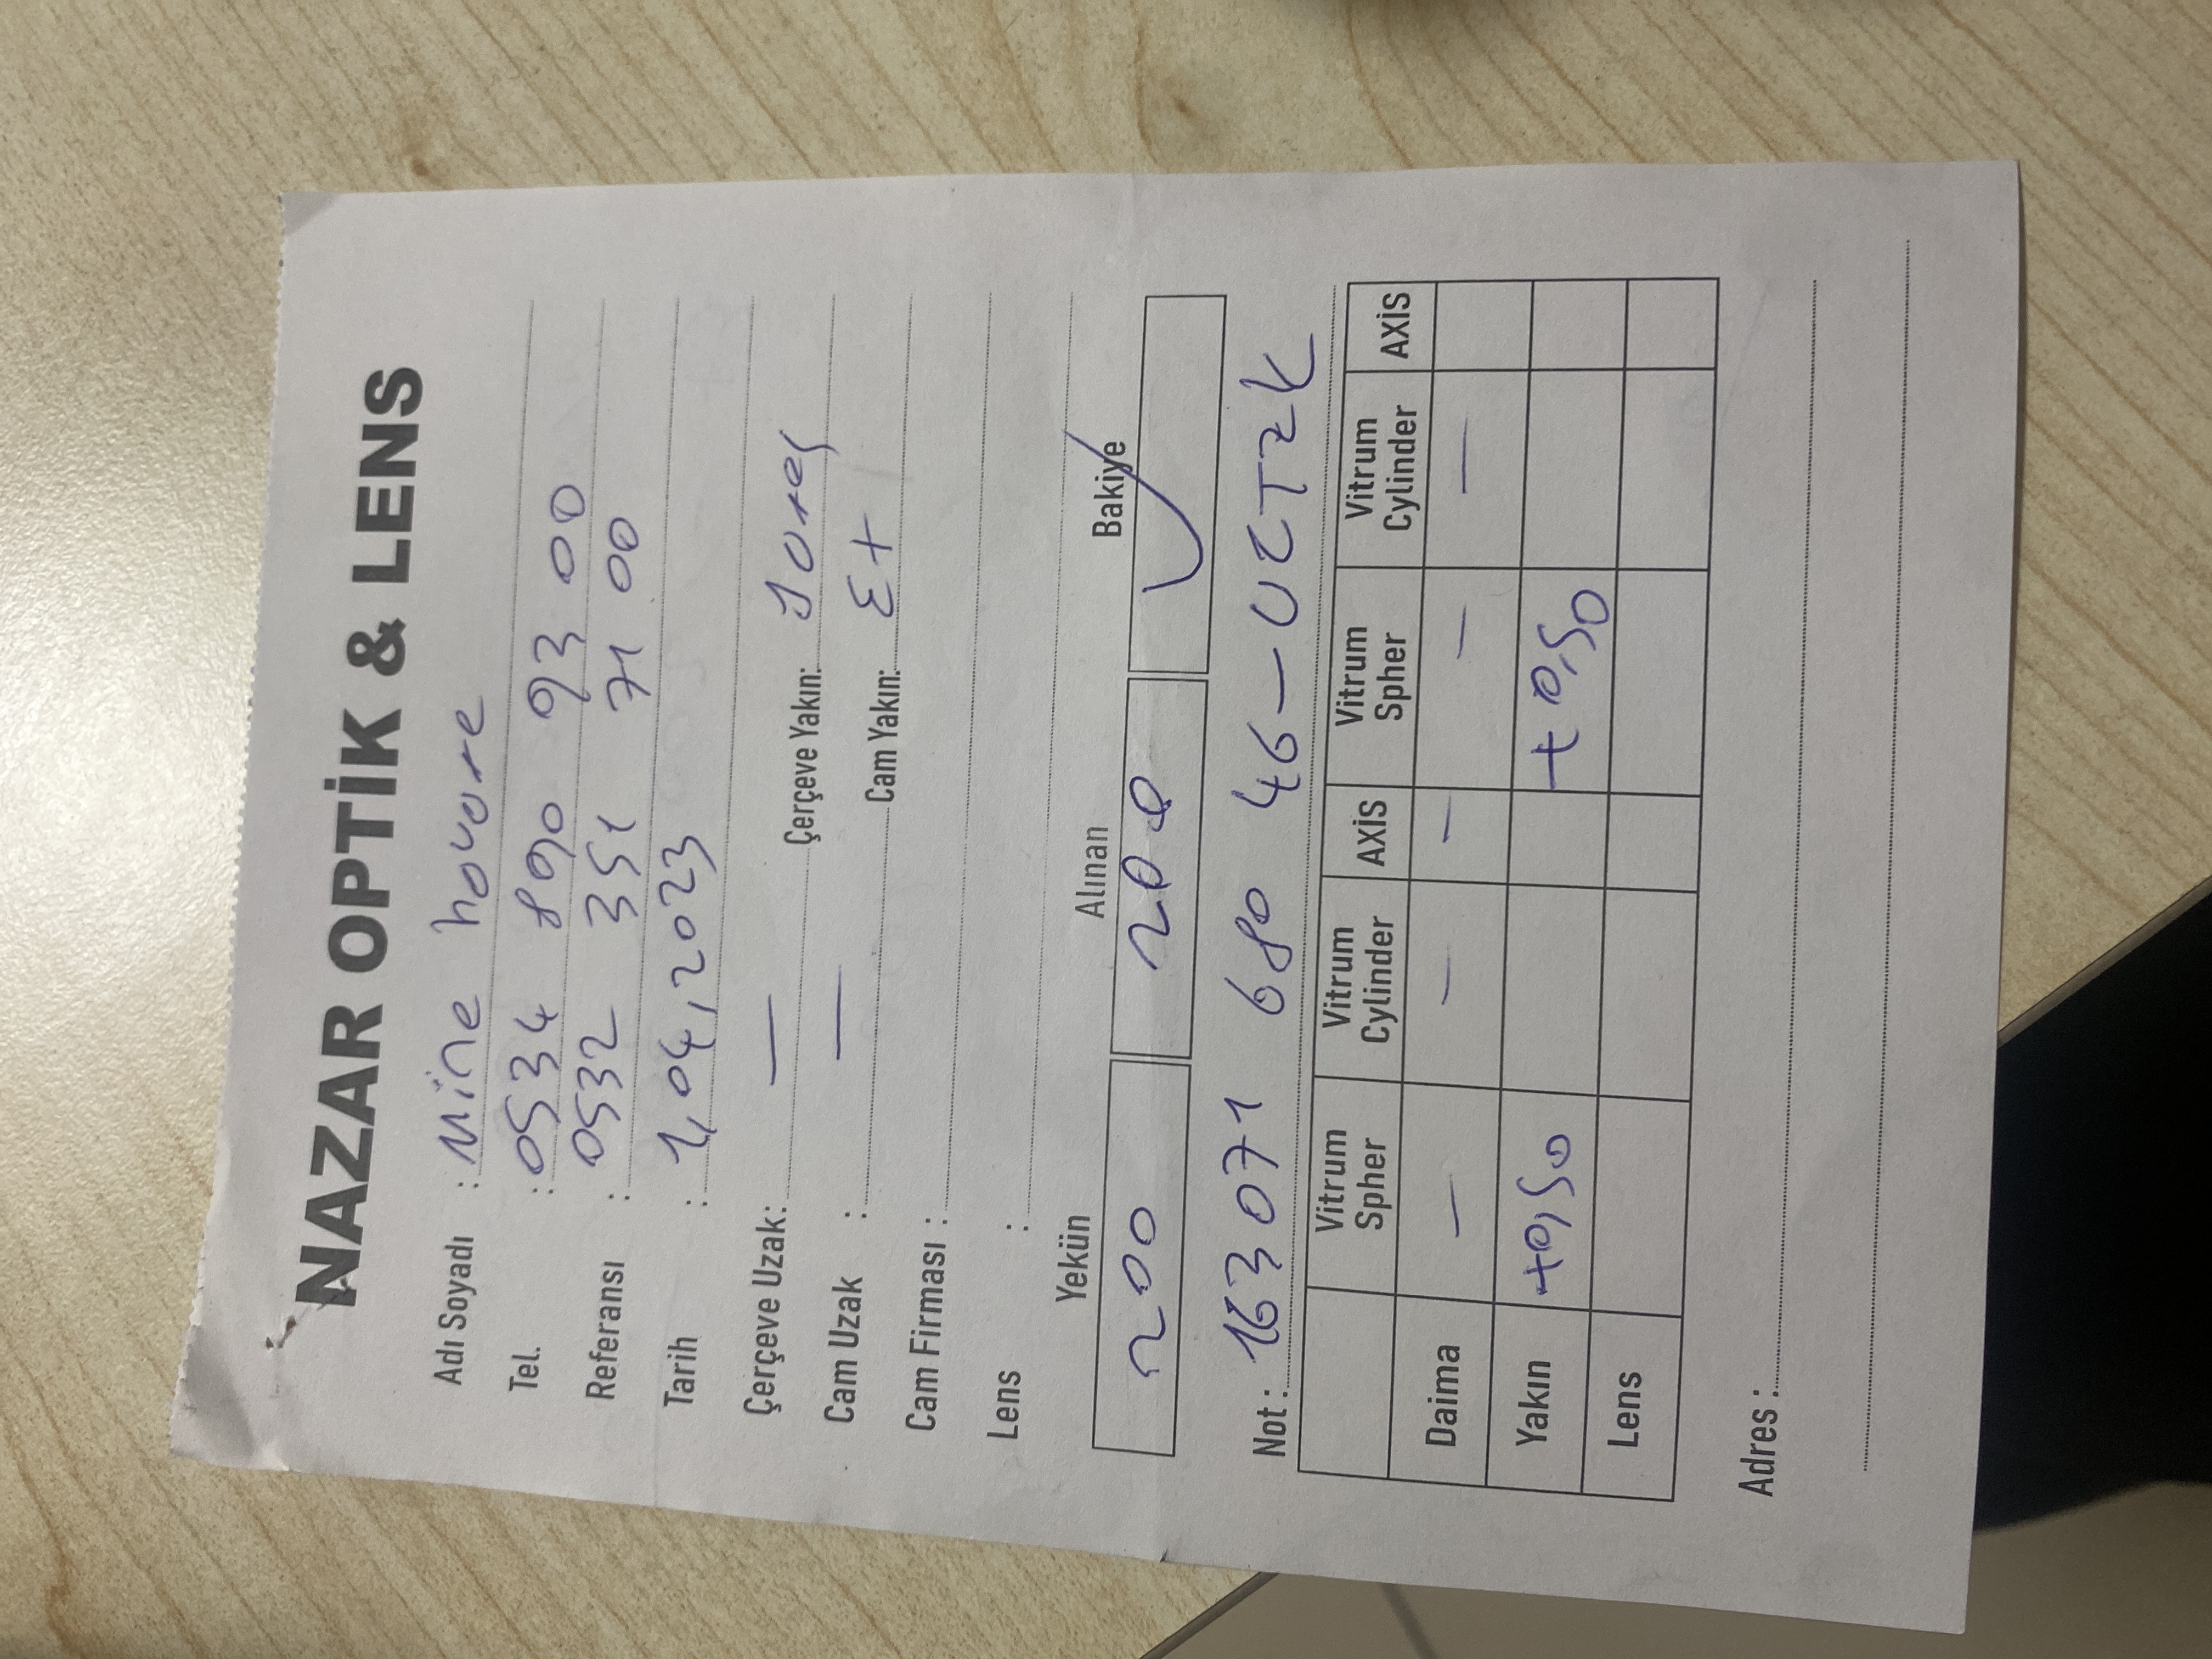 NAZAR OPTİK & LENS
Adı Soyadı : Mine
Tel. : 0534 890 93 00
Referansı : 0532 351 71 00
Tarih : 1,04,2023
Çerçeve Uzak: — Çerçeve Yakın:
Cam Uzak : — Cam Yakın: Ex
Cam Firması :
Lens :
Yekün Alınan Bakiye
200 200 ✓
Not : 163071 680 46-UZTZK
Vitrum Spher Vitrum Cylinder AXİS Vitrum Spher Vitrum Cylinder AXİS
Daima — — — — —
Yakın +0,50 +0,50
Lens
Adres :